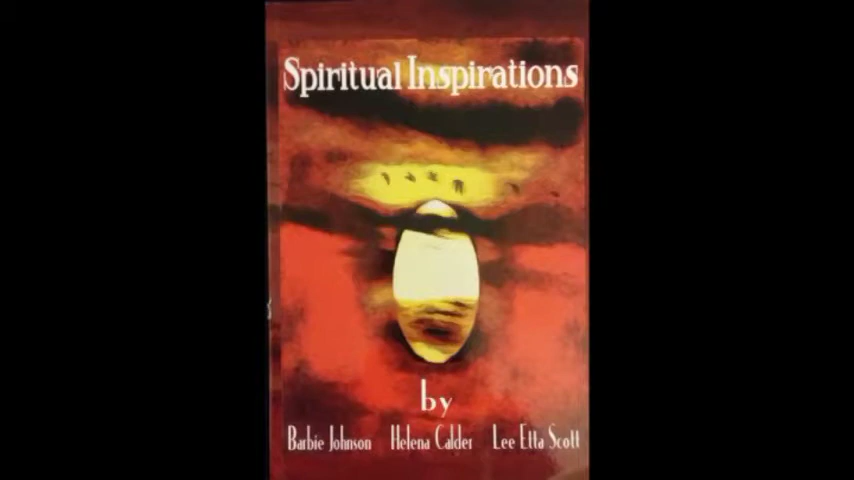 Spiritual Inspirations
by
Barbie Johnson Helena Calder Lee Etta Scott